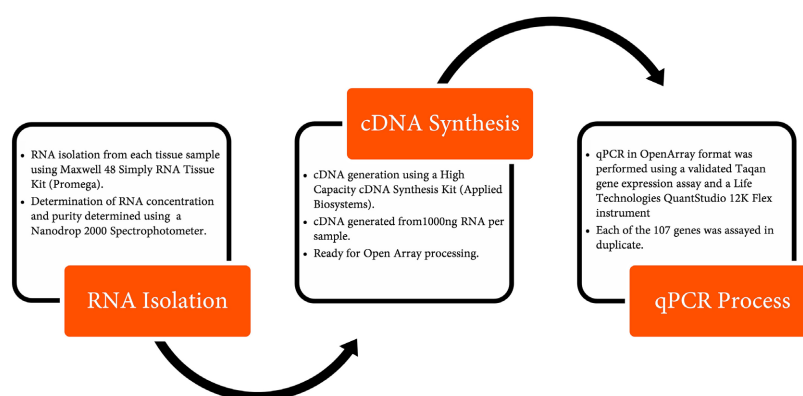 • RNA isolation from each tissue sample
using Maxwell 48 Simply RNA Tissue
Kit (Promega).
• Determination of RNA concentration
and purity determined using a
Nanodrop 2000 Spectrophotometer.
RNA Isolation
cDNA Synthesis
• cDNA generation using a High
Capacity cDNA Synthesis Kit (Applied
Biosystems).
• cDNA generated from1000ng RNA per
sample.
• Ready for Open Array processing.
• qPCR in OpenArray format was
performed using a validated Taqan
gene expression assay and a Life
Technologies QuantStudio 12K Flex
instrument
• Each of the 107 genes was assayed in
duplicate.
qPCR Process